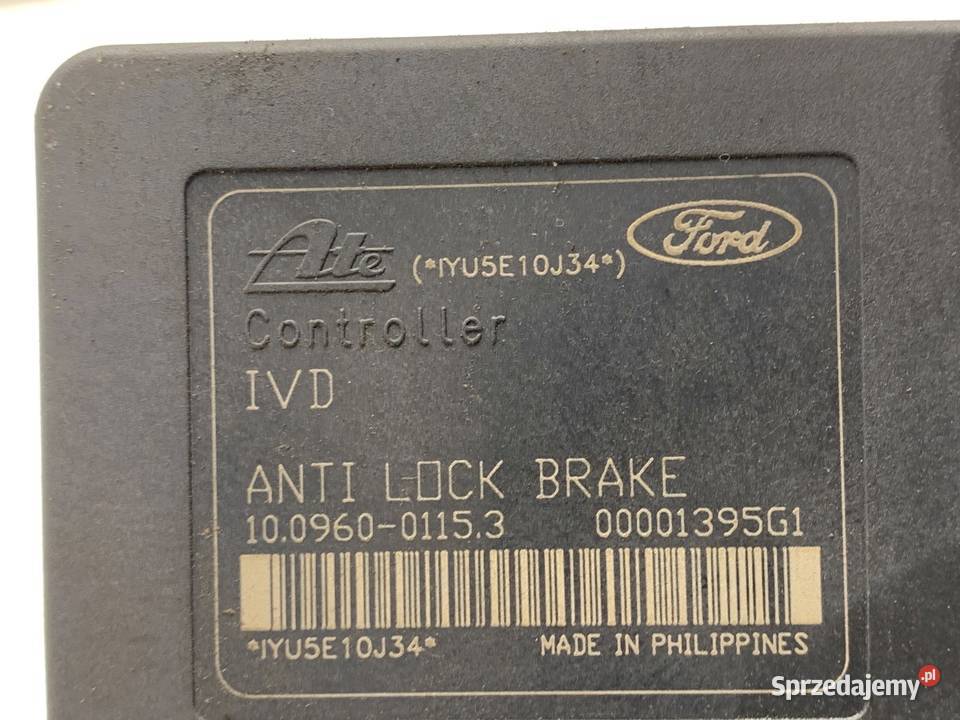 Ate (*IYU5E10J34*) Ford
Controller
IVD
ANTI LOCK BRAKE
10.0960-0115.3 00001395G1
*IYU5E10J34* MADE IN PHILIPPINES
Sprzedajemy.pl